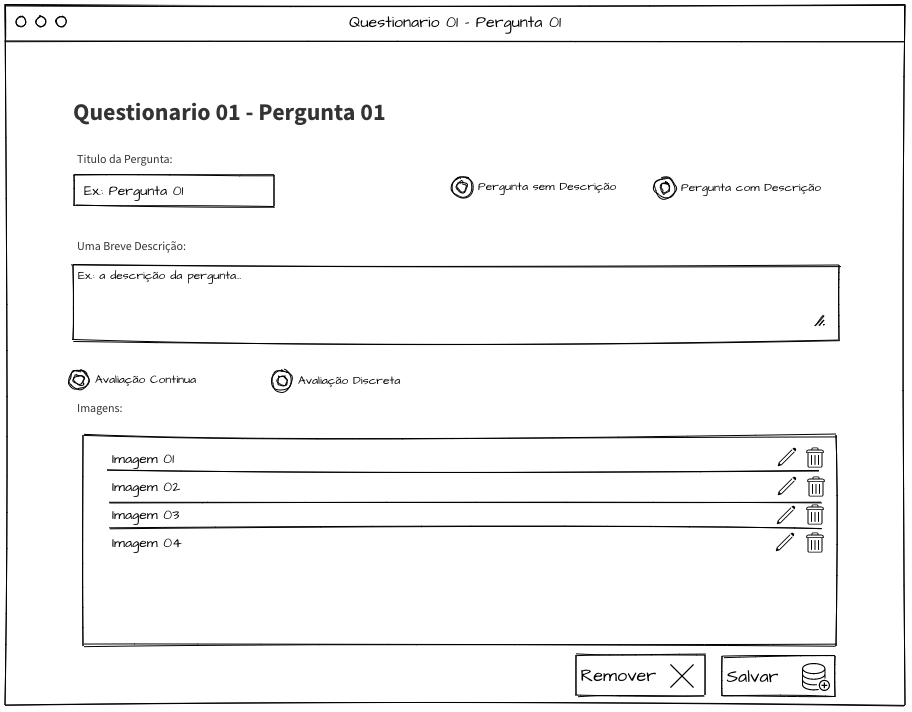 Questionario 01 - Pergunta 01
Questionario 01 - Pergunta 01
Titulo da Pergunta:
Ex.: Pergunta 01
Pergunta sem Descrição
Pergunta com Descrição
Uma Breve Descrição:
Ex.: a descrição da pergunta...
Avaliação Continua
Avaliação Discreta
Imagens:
Imagem 01
Imagem 02
Imagem 03
Imagem 04
Remover
Salvar